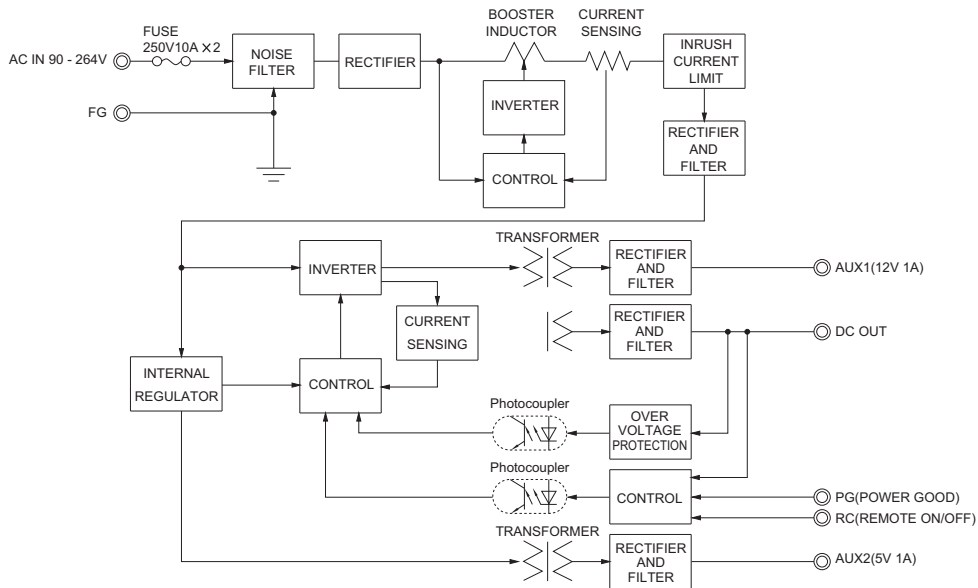 BOOSTER
INDUCTOR
CURRENT
SENSING
FUSE
250V10A×2
AC IN 90 - 264V
NOISE
FILTER
RECTIFIER
INRUSH
CURRENT
LIMIT
INVERTER
FG
RECTIFIER
AND
FILTER
CONTROL
TRANSFORMER
INVERTER
RECTIFIER
AND
FILTER
AUX1(12V 1A)
CURRENT
SENSING
RECTIFIER
AND
FILTER
DC OUT
INTERNAL
REGULATOR
CONTROL
Photocoupler
OVER
VOLTAGE
PROTECTION
Photocoupler
CONTROL
PG(POWER GOOD)
RC(REMOTE ON/OFF)
TRANSFORMER
RECTIFIER
AND
FILTER
AUX2(5V 1A)